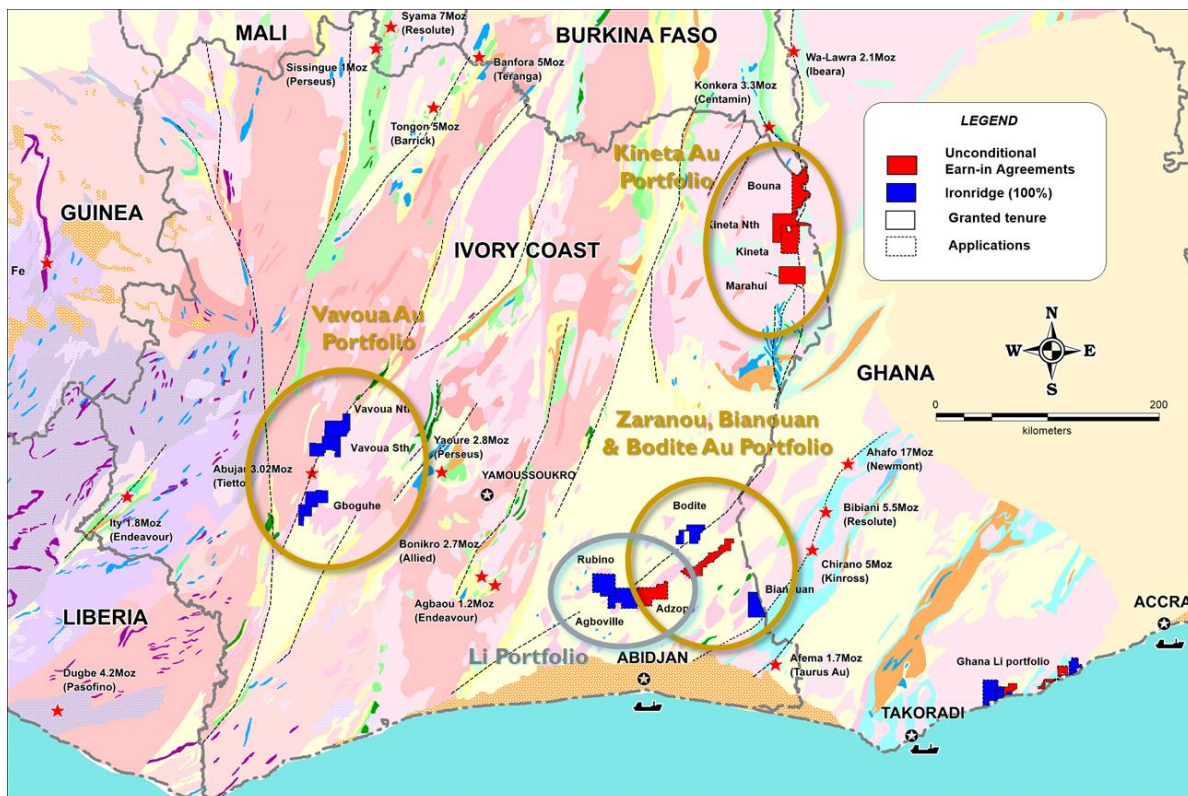 Syama 7Moz
(Resolute)
MALI
BURKINA FASO
Sissingue 1Moz
(Perseus)
Banfora 5Moz
(Teranga)
Wa-Lawra 2.1Moz
(Ibeara)
Konkera 3.3Moz
(Centamin)
Tongon 5Moz
(Barrick)
LEGEND
Unconditional
Earn-in Agreements
Ironridge (100%)
Granted tenure
Applications
Kineta Au
Portfolio
Bouna
GUINEA
Kineta Nth
IVORY COAST
Kineta
Fe
Marahui
Vavoua Au
Portfolio
N
W E
S
GHANA
0 200
kilometers
Vavoua Nth
Zaranou, Bianouan
& Bodite Au Portfolio
Vavoua Sth
Yaoure 2.8Moz
(Perseus)
Ahafo 17Moz
(Newmont)
Abujar 3.02Moz
(Tietto)
YAMOUSSOUKRO
Gboguhe
Bodite
Bibiani 5.5Moz
(Resolute)
Ity 1.8Moz
(Endeavour)
Bonikro 2.7Moz
(Allied)
Rubino
Chirano 5Moz
(Kinross)
Bianouan
Agbaou 1.2Moz
(Endeavour)
Adzope
ACCRA
LIBERIA
Agboville
Li Portfolio
ABIDJAN
Afema 1.7Moz
(Taurus Au)
Ghana Li portfolio
Dugbe 4.2Moz
(Pasofino)
TAKORADI